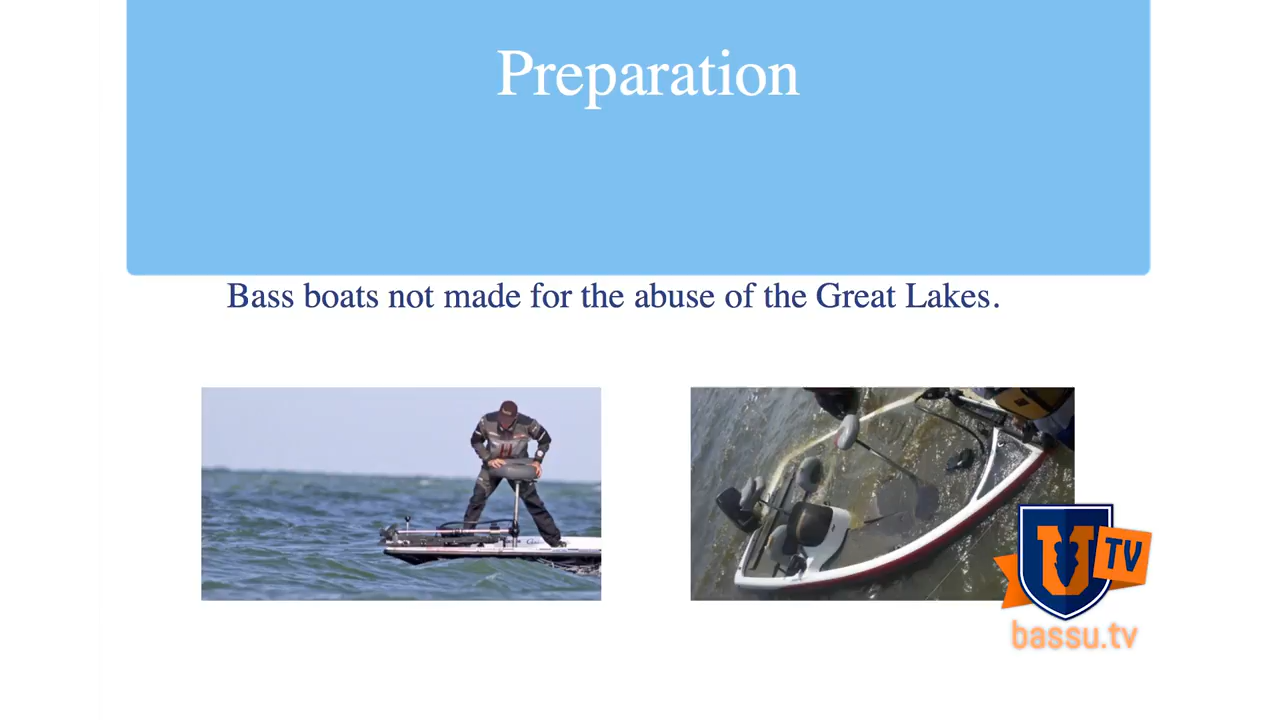 Preparation
Bass boats not made for the abuse of the Great Lakes.
U TV
bassu.tv